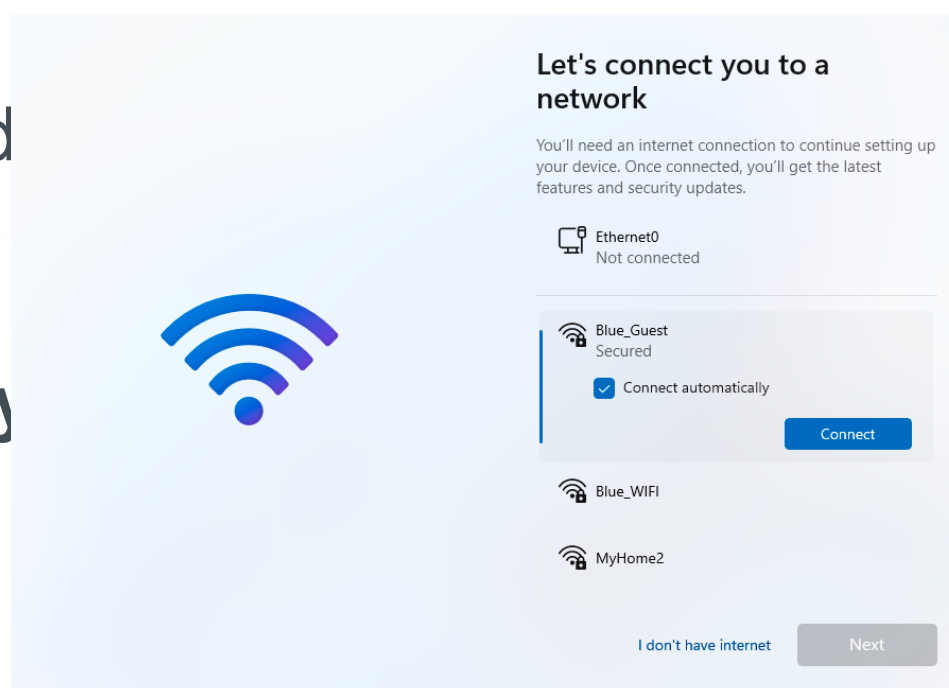 Let's connect you to a
network
You'll need an internet connection to continue setting up
your device. Once connected, you'll get the latest
features and security updates.
Ethernet0
Not connected
Blue_Guest
Secured
Connect automatically
Connect
Blue_WIFI
MyHome2
I don't have internet
Next